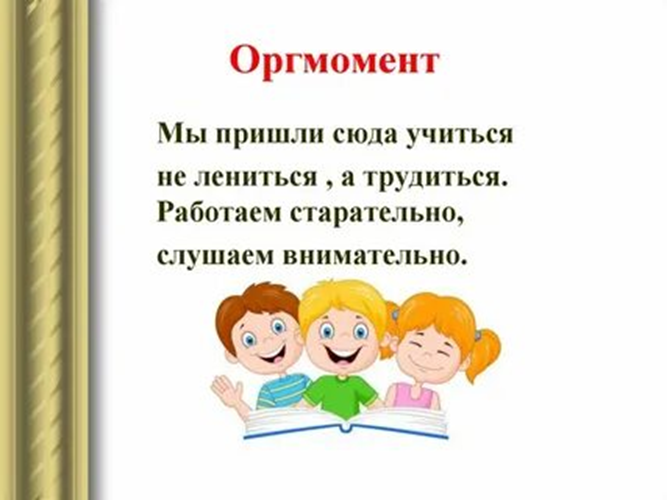 Оргмомент
Мы пришли сюда учиться
не лениться , а трудиться.
Работаем старательно,
слушаем внимательно.